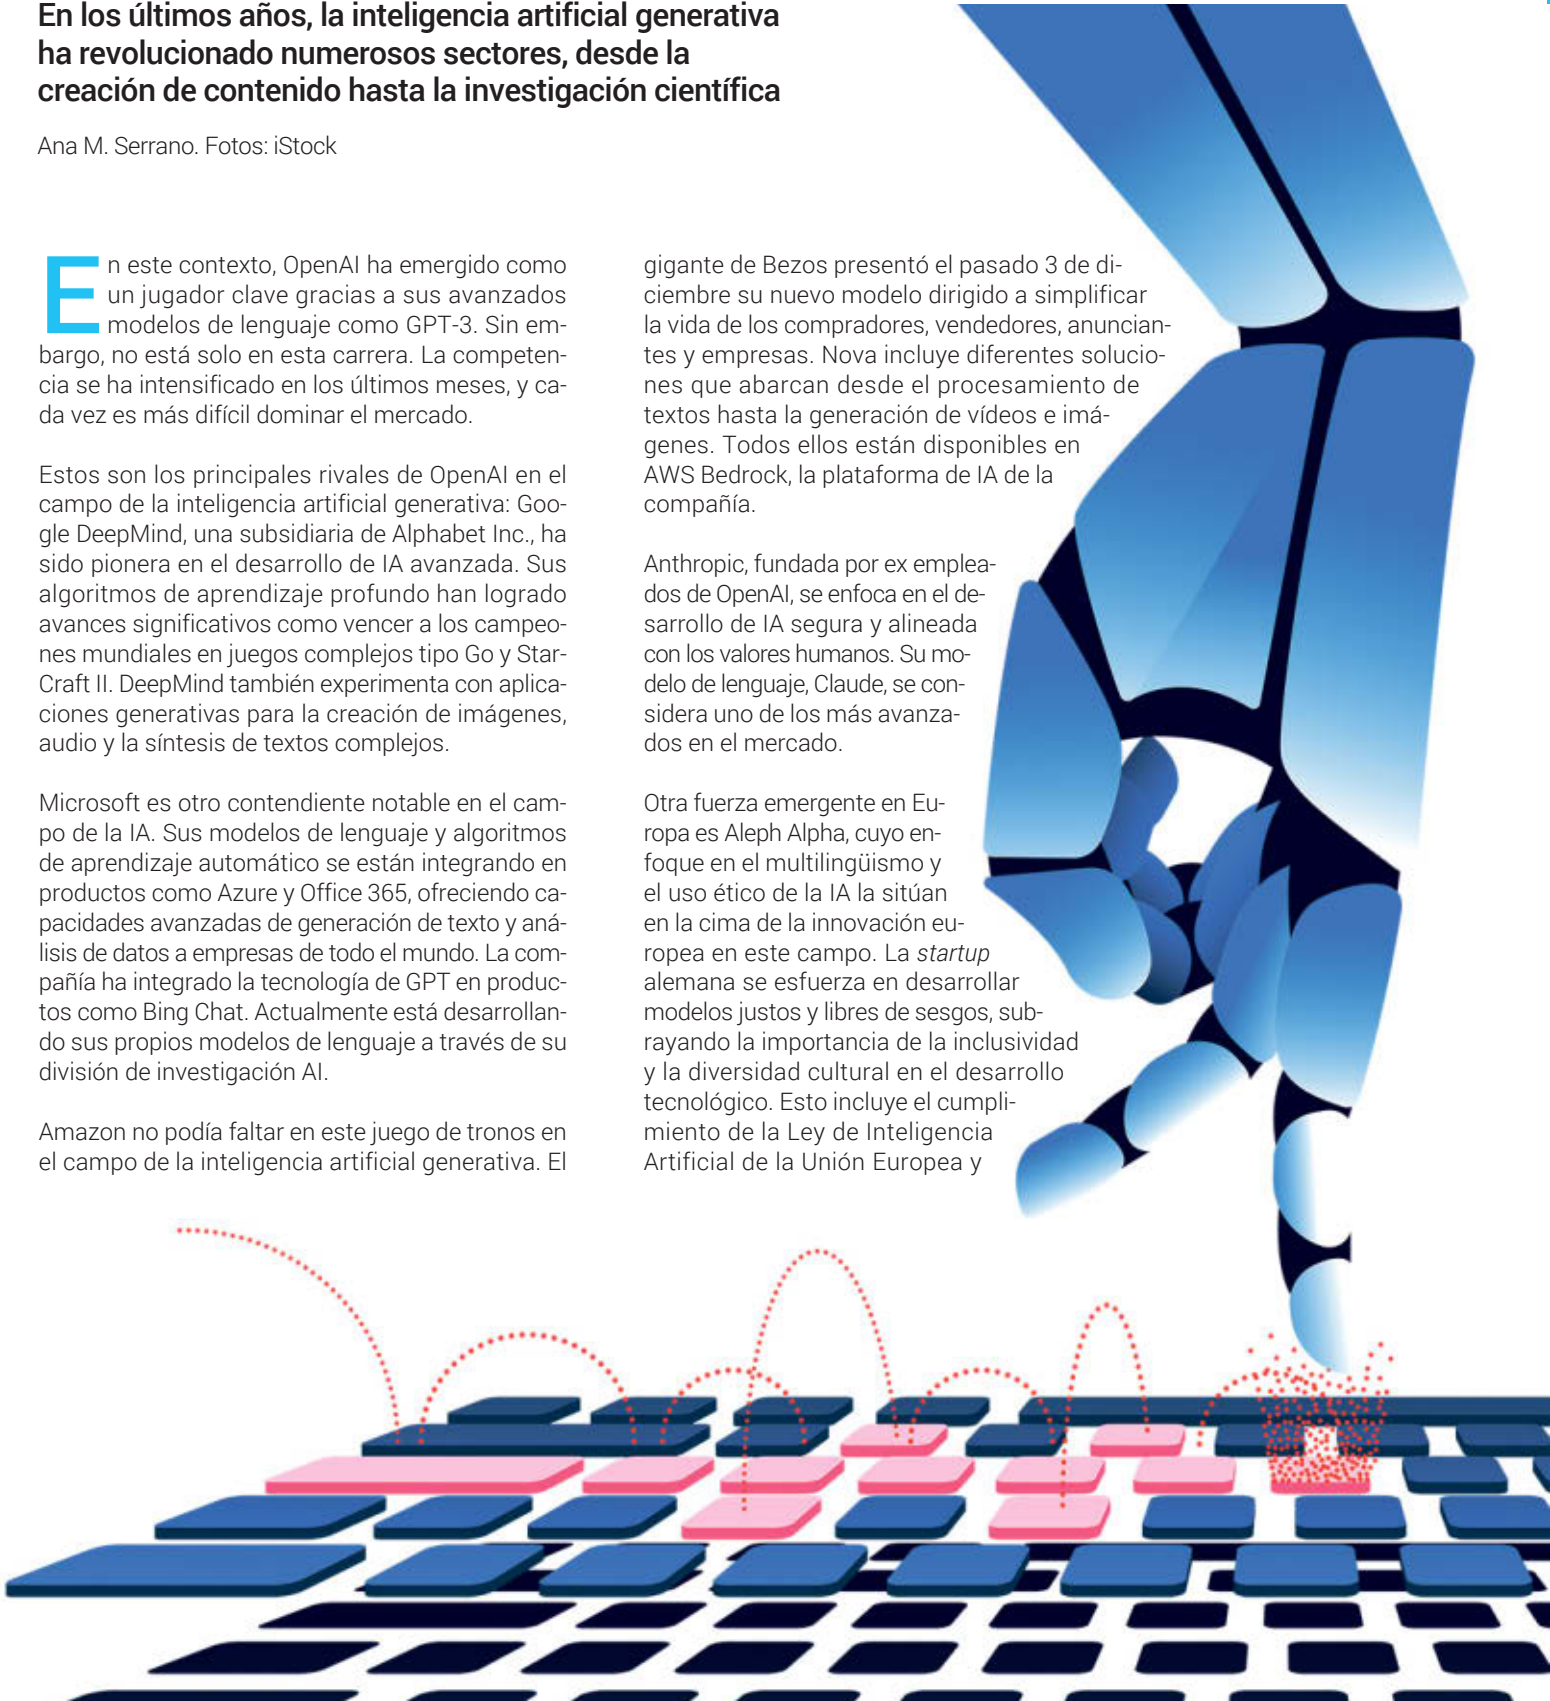 En los últimos años, la inteligencia artificial generativa
ha revolucionado numerosos sectores, desde la
creación de contenido hasta la investigación científica
Ana M. Serrano. Fotos: iStock
En este contexto, OpenAI ha emergido como
un jugador clave gracias a sus avanzados
modelos de lenguaje como GPT-3. Sin em-
bargo, no está solo en esta carrera. La competen-
cia se ha intensificado en los últimos meses, y ca-
da vez es más difícil dominar el mercado.
Estos son los principales rivales de OpenAI en el
campo de la inteligencia artificial generativa: Goo-
gle DeepMind, una subsidiaria de Alphabet Inc., ha
sido pionera en el desarrollo de IA avanzada. Sus
algoritmos de aprendizaje profundo han logrado
avances significativos como vencer a los campeo-
nes mundiales en juegos complejos tipo Go y Star-
Craft II. DeepMind también experimenta con aplica-
ciones generativas para la creación de imágenes,
audio y la síntesis de textos complejos.
Microsoft es otro contendiente notable en el cam-
po de la IA. Sus modelos de lenguaje y algoritmos
de aprendizaje automático se están integrando en
productos como Azure y Office 365, ofreciendo ca-
pacidades avanzadas de generación de texto y aná-
lisis de datos a empresas de todo el mundo. La com-
pañía ha integrado la tecnología de GPT en produc-
tos como Bing Chat. Actualmente está desarrollan-
do sus propios modelos de lenguaje a través de su
división de investigación AI.
Amazon no podía faltar en este juego de tronos en
el campo de la inteligencia artificial generativa. El
gigante de Bezos presentó el pasado 3 de di-
ciembre su nuevo modelo dirigido a simplificar
la vida de los compradores, vendedores, anuncian-
tes y empresas. Nova incluye diferentes solucio-
nes que abarcan desde el procesamiento de
textos hasta la generación de vídeos e imá-
genes. Todos ellos están disponibles en
AWS Bedrock, la plataforma de IA de la
compañía.
Anthropic, fundada por ex emplea-
dos de OpenAI, se enfoca en el de-
sarrollo de IA segura y alineada
con los valores humanos. Su mo-
delo de lenguaje, Claude, se con-
sidera uno de los más avanza-
dos en el mercado.
Otra fuerza emergente en Eu-
ropa es Aleph Alpha, cuyo en-
foque en el multilingüismo y
el uso ético de la IA la sitúan
en la cima de la innovación eu-
ropea en este campo. La startup
alemana se esfuerza en desarrollar
modelos justos y libres de sesgos, sub-
rayando la importancia de la inclusividad
y la diversidad cultural en el desarrollo
tecnológico. Esto incluye el cumpli-
miento de la Ley de Inteligencia
Artificial de la Unión Europea y